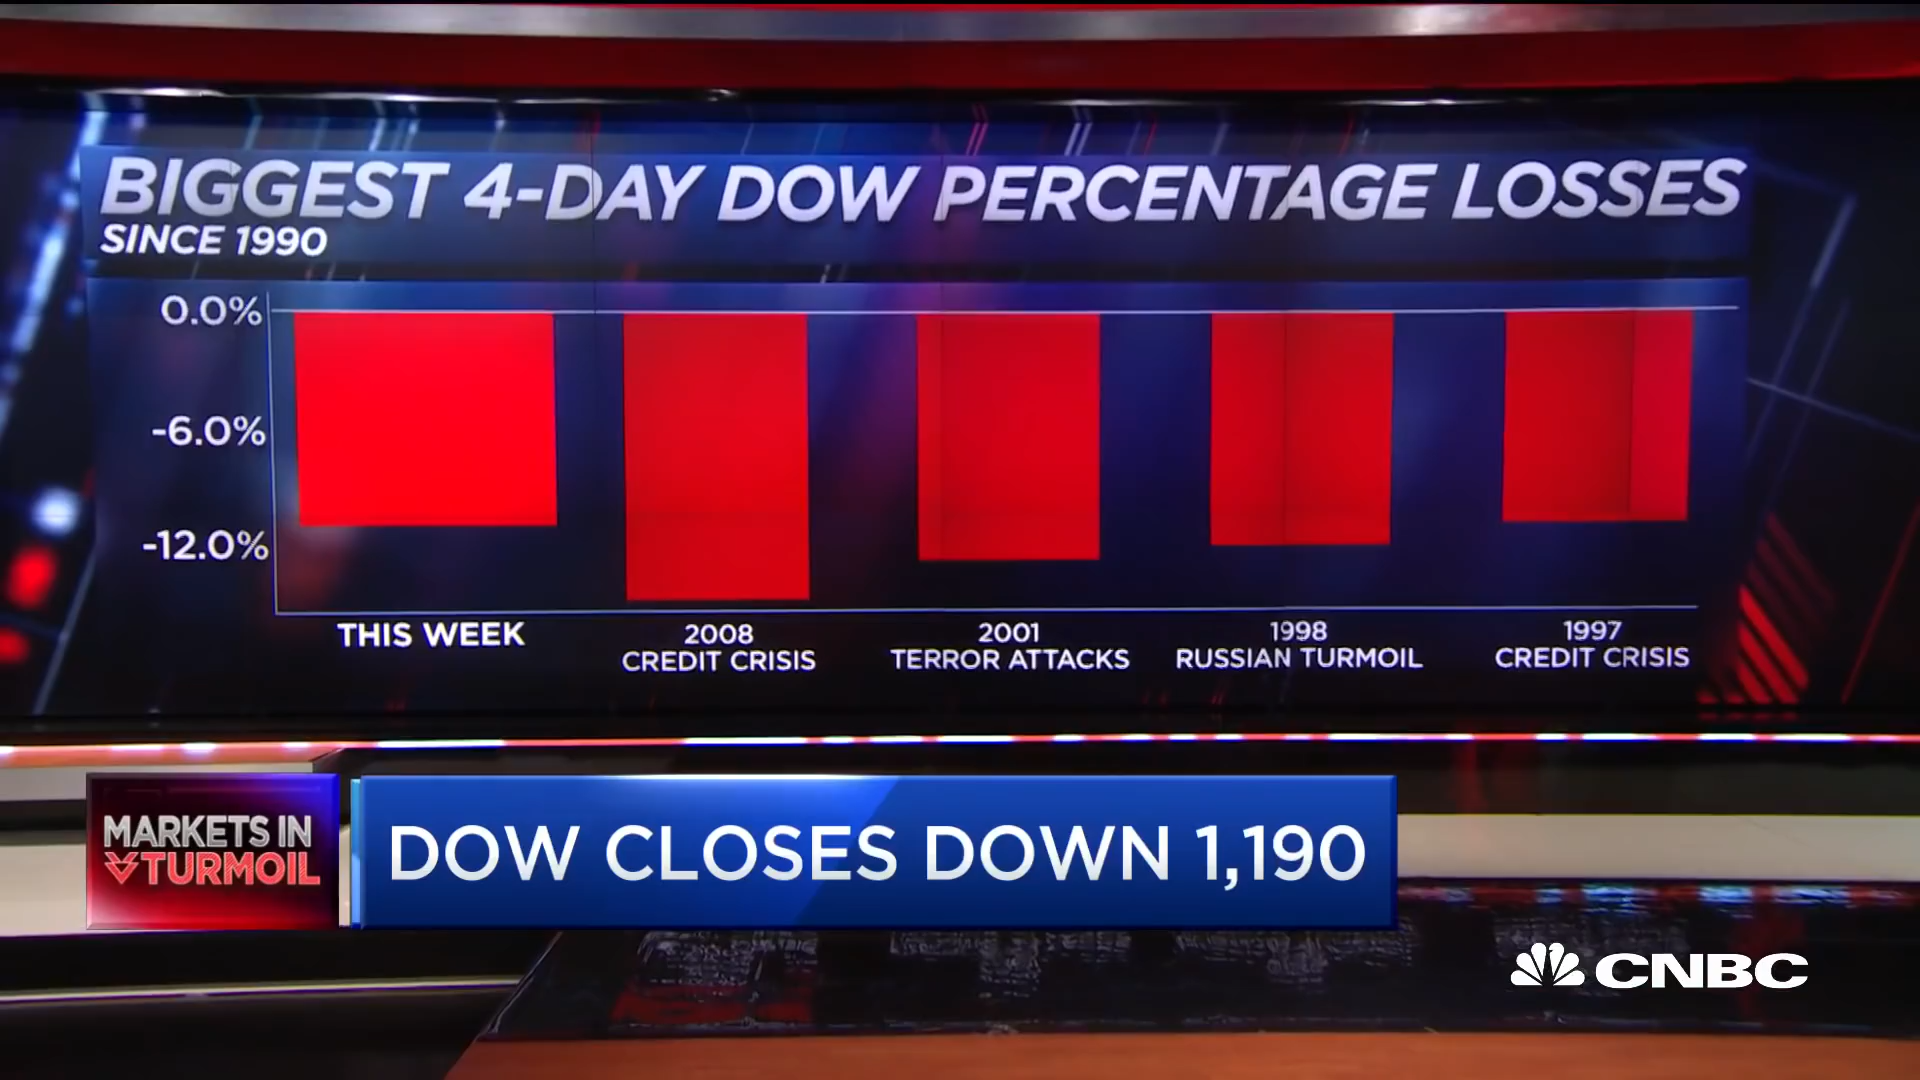 BIGGEST 4-DAY DOW PERCENTAGE LOSSES
SINCE 1990
0.0%
-6.0%
-12.0%
THIS WEEK
2008
CREDIT CRISIS
2001
TERROR ATTACKS
1998
RUSSIAN TURMOIL
1997
CREDIT CRISIS
MARKETS IN
TURMOIL
DOW CLOSES DOWN 1,190
CNBC